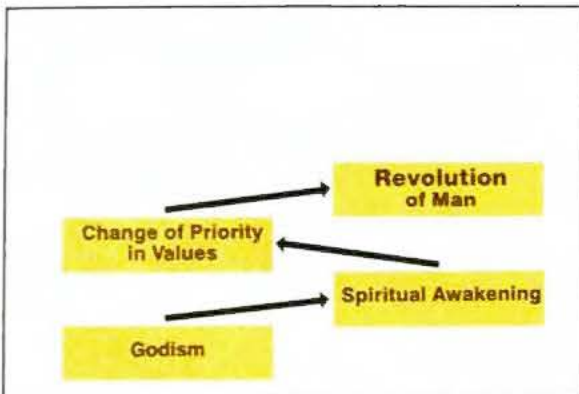 Revolution
of Man
Change of Priority
in Values
Spiritual Awakening
Godism